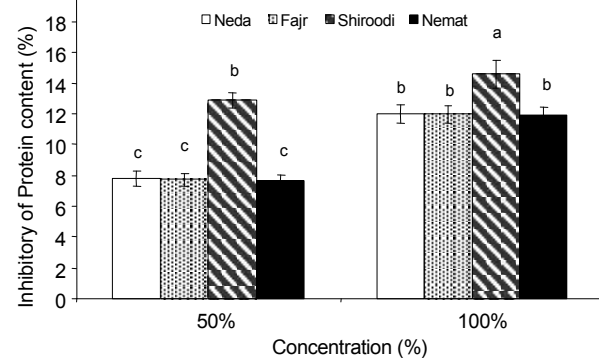 Inhibitory of Protein content (%)
18
16
14
12
10
8
6
4
2
0
Neda Fajr Shiroodi Nemat
c c b c
b b a b
50% 100%
Concentration (%)